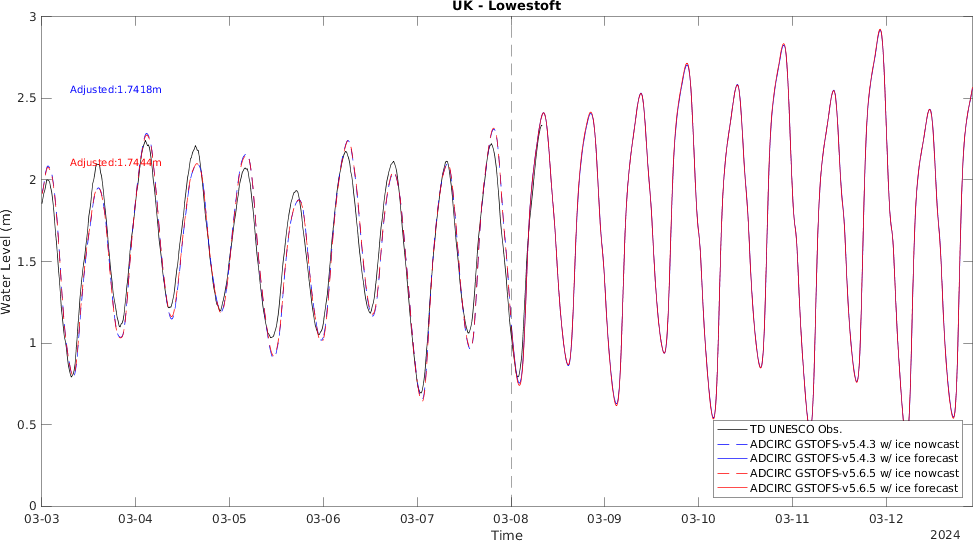 UK - Lowestoft
3
2.5
2
1.5
1
0.5
0
Water Level (m)
Adjusted:1.7418m
Adjusted:1.7444m
TD UNESCO Obs.
ADCIRC GSTOFS-v5.4.3 w/ ice nowcast
ADCIRC GSTOFS-v5.4.3 w/ ice forecast
ADCIRC GSTOFS-v5.6.5 w/ ice nowcast
ADCIRC GSTOFS-v5.6.5 w/ ice forecast
03-03 03-04 03-05 03-06 03-07 03-08 03-09 03-10 03-11 03-12
Time
2024